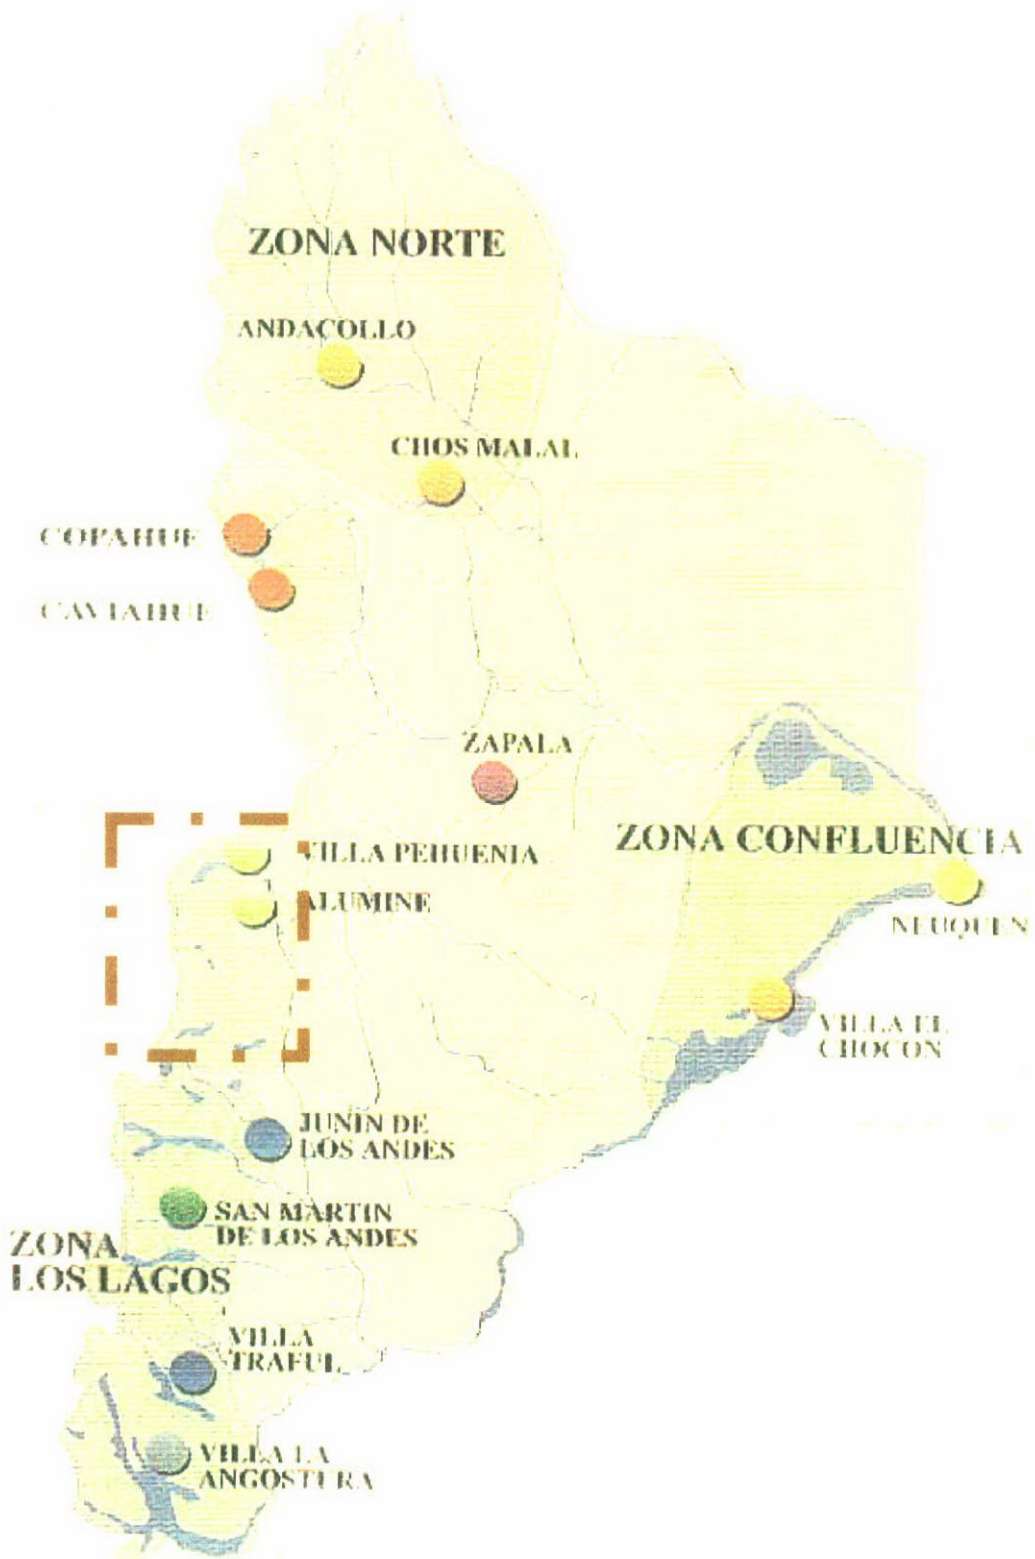 ZONA NORTE
ANDACOLLO
CHOS MALAL
COPAHUE
CAVIAHUE
ZAPALA
VILLA PEHUENIA
ALUMINE
ZONA CONFLUENCIA
NEUQUEN
VILLA EL
CHOCON
JUNIN DE
LOS ANDES
SAN MARTIN
DE LOS ANDES
ZONA
LOS LAGOS
VILLA
TRAFUL
VILLA LA
ANGOSTURA